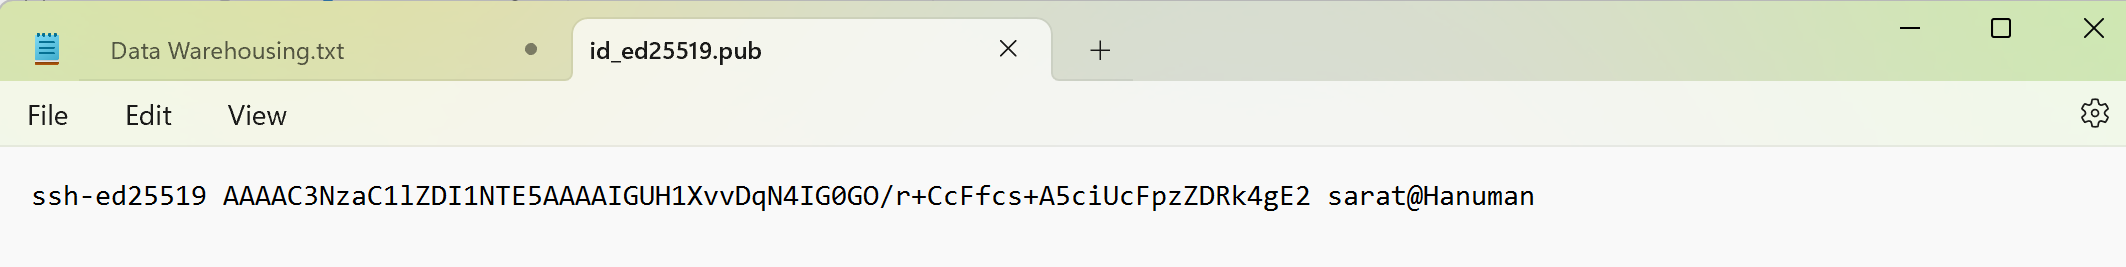 Data Warehousing.txt
id_ed25519.pub
File Edit View
ssh-ed25519 AAAAC3NzaC1lZDI1NTE5AAAAIGUH1XvvDqN4IG0GO/r+CcFfcs+A5ciUcFpzZDRk4gE2 sarat@Hanuman